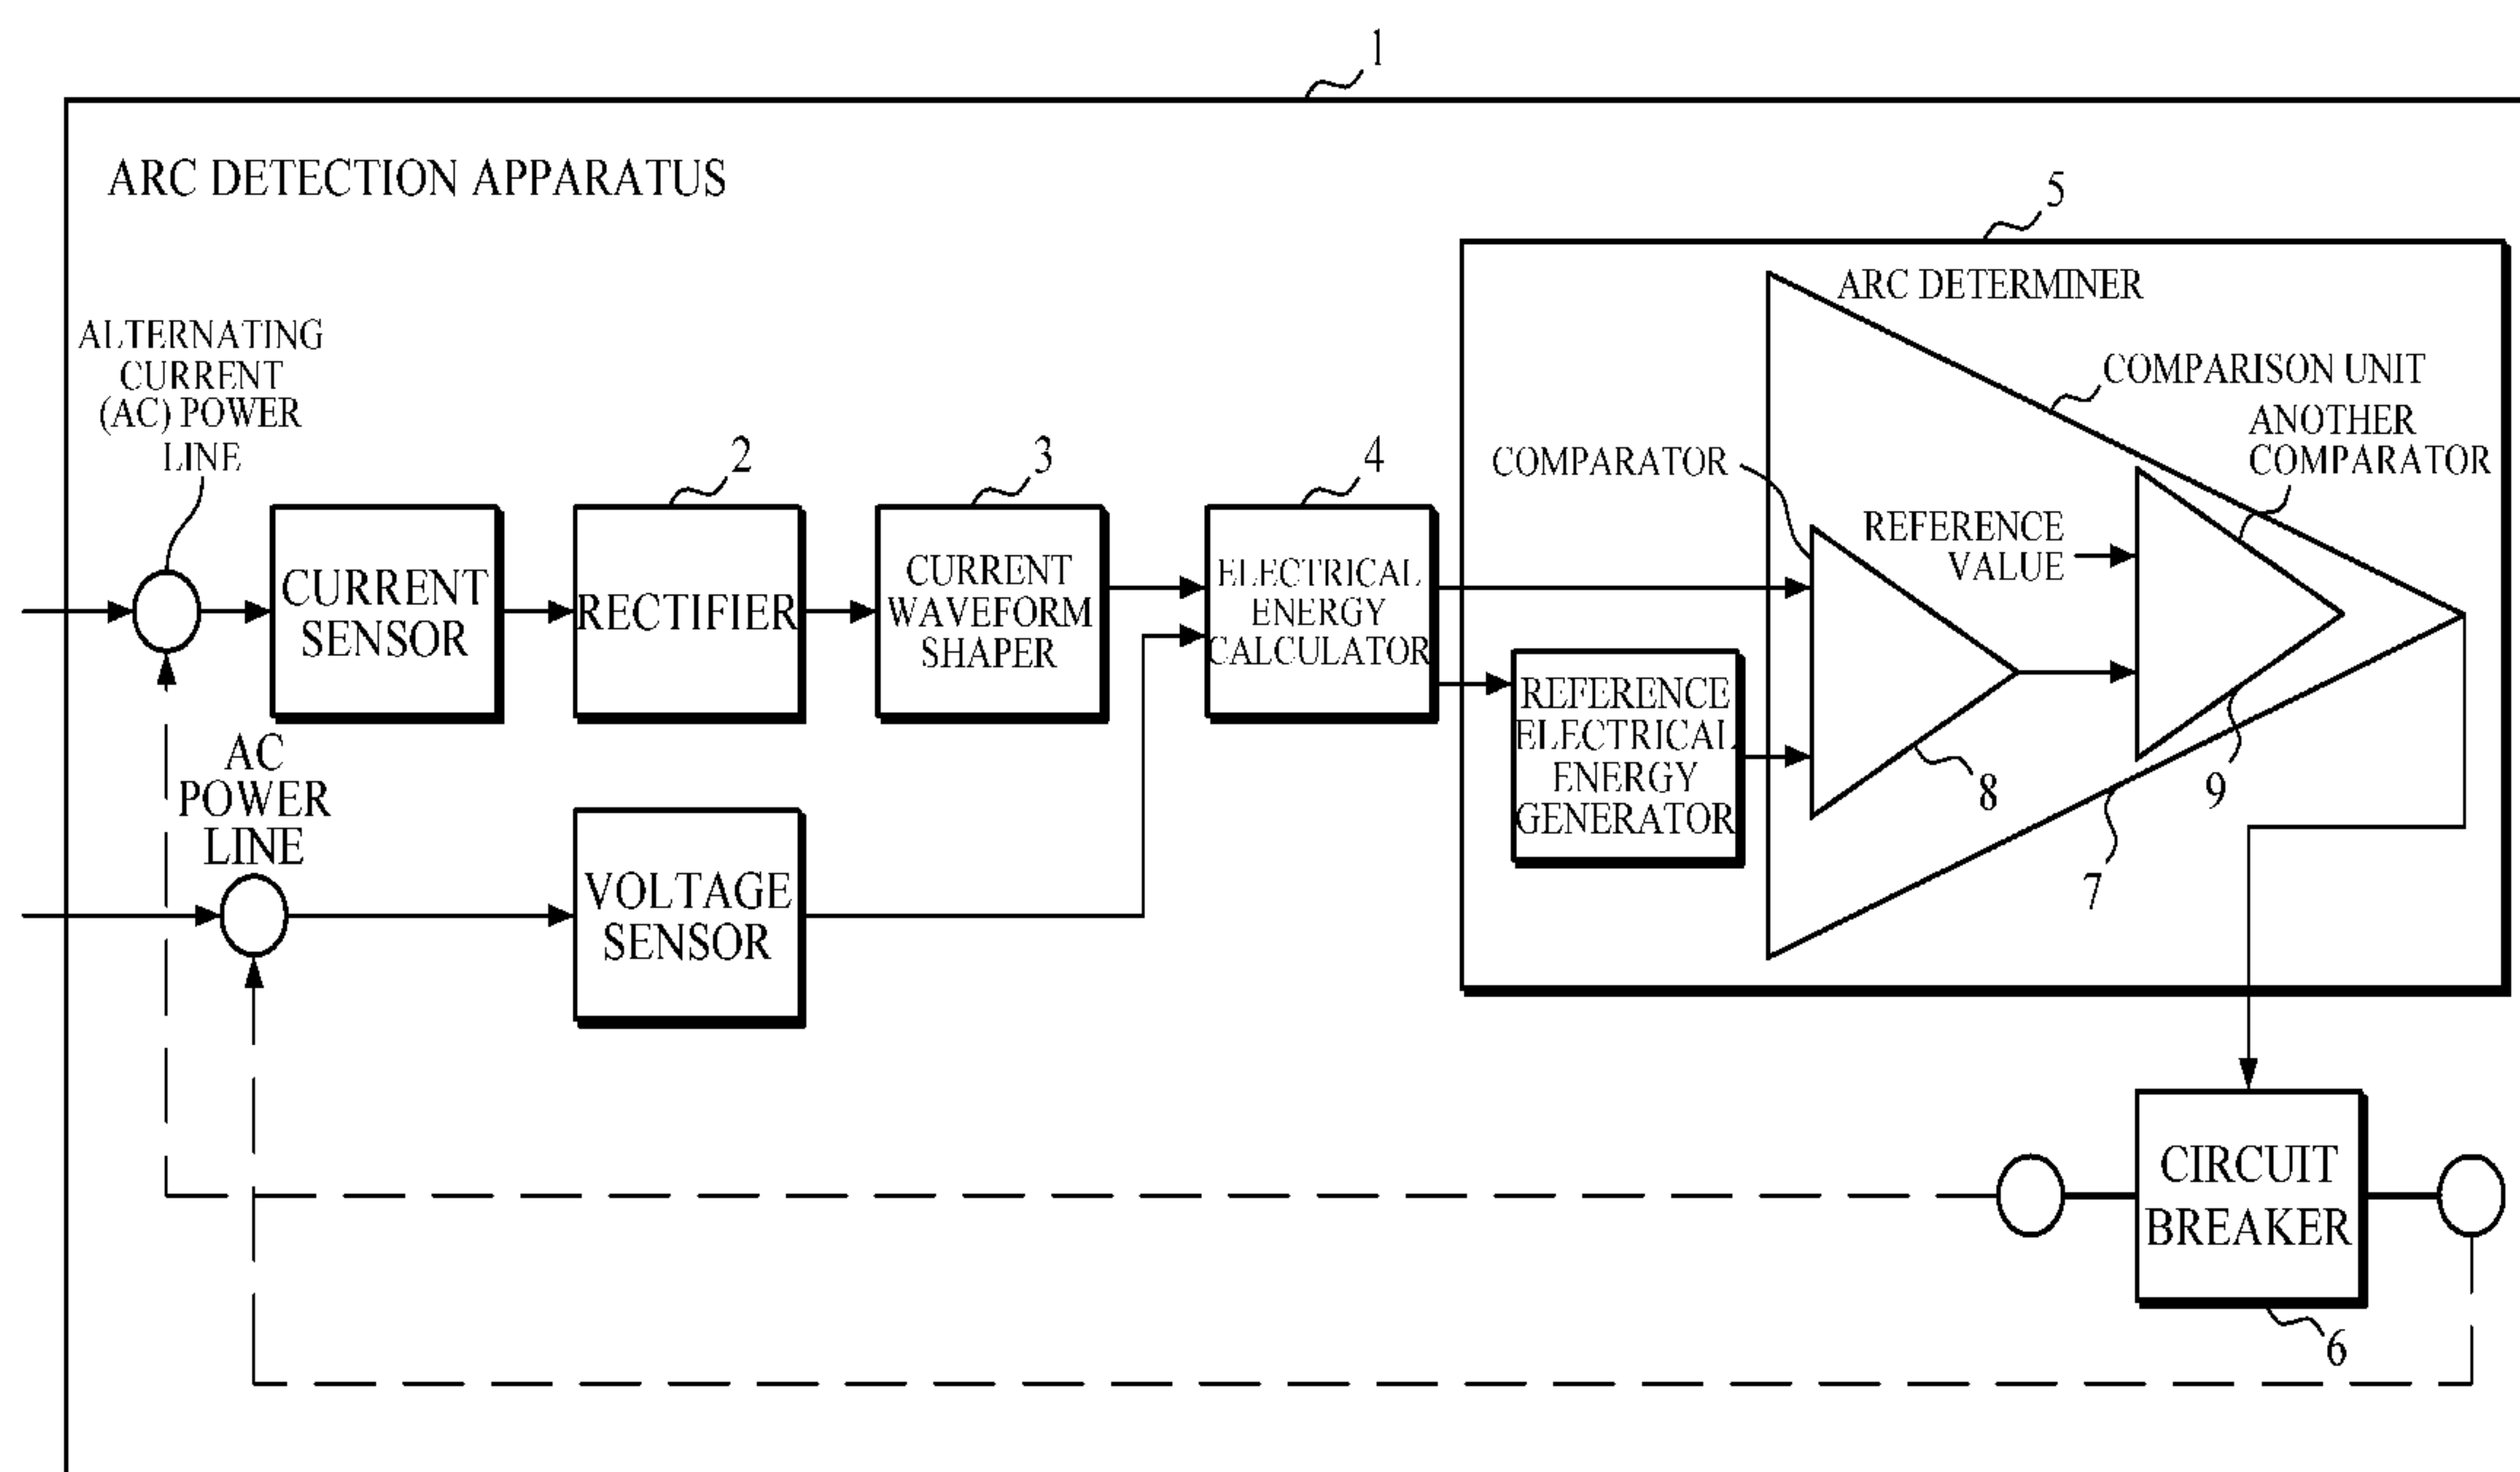 1
ARC DETECTION APPARATUS
5
ARC DETERMINER
ALTERNATING
CURRENT
(AC) POWER
LINE
COMPARISON UNIT
ANOTHER
COMPARATOR
COMPARATOR
2
3
4
REFERENCE
VALUE
CURRENT
SENSOR
RECTIFIER
CURRENT
WAVEFORM
SHAPER
ELECTRICAL
ENERGY
CALCULATOR
REFERENCE
ELECTRICAL
ENERGY
GENERATOR
8
9
7
AC
POWER
LINE
VOLTAGE
SENSOR
CIRCUIT
BREAKER
6